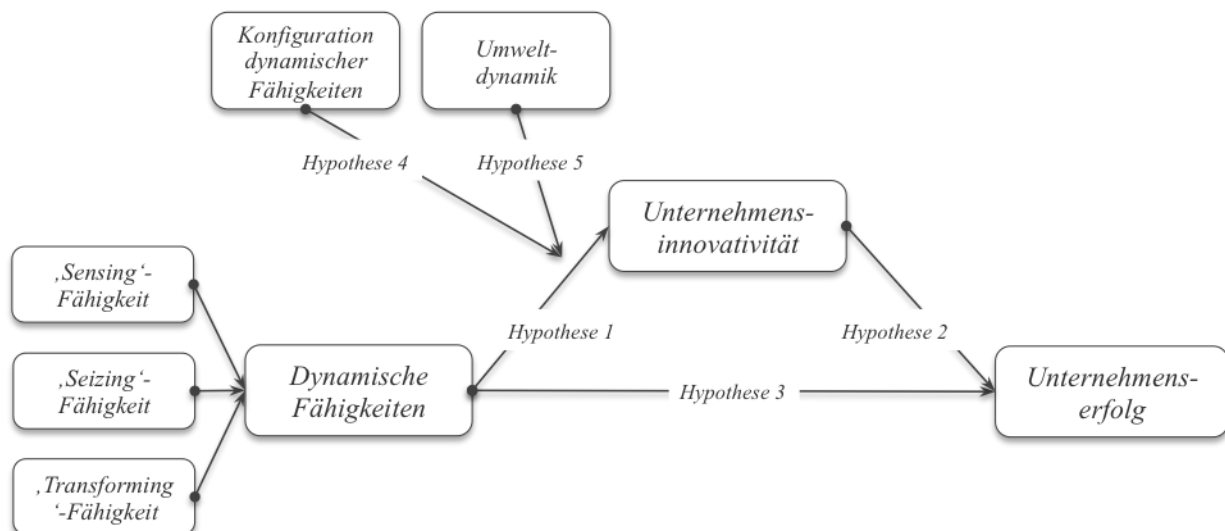 Konfiguration
dynamischer
Fähigkeiten
Umwelt-
dynamik
Hypothese 4
Hypothese 5
Unternehmens-
innovativität
‚Sensing‘-
Fähigkeit
Hypothese 1
Hypothese 2
‚Seizing‘-
Fähigkeit
Dynamische
Fähigkeiten
Hypothese 3
Unternehmens-
erfolg
‚Transforming
‘-Fähigkeit